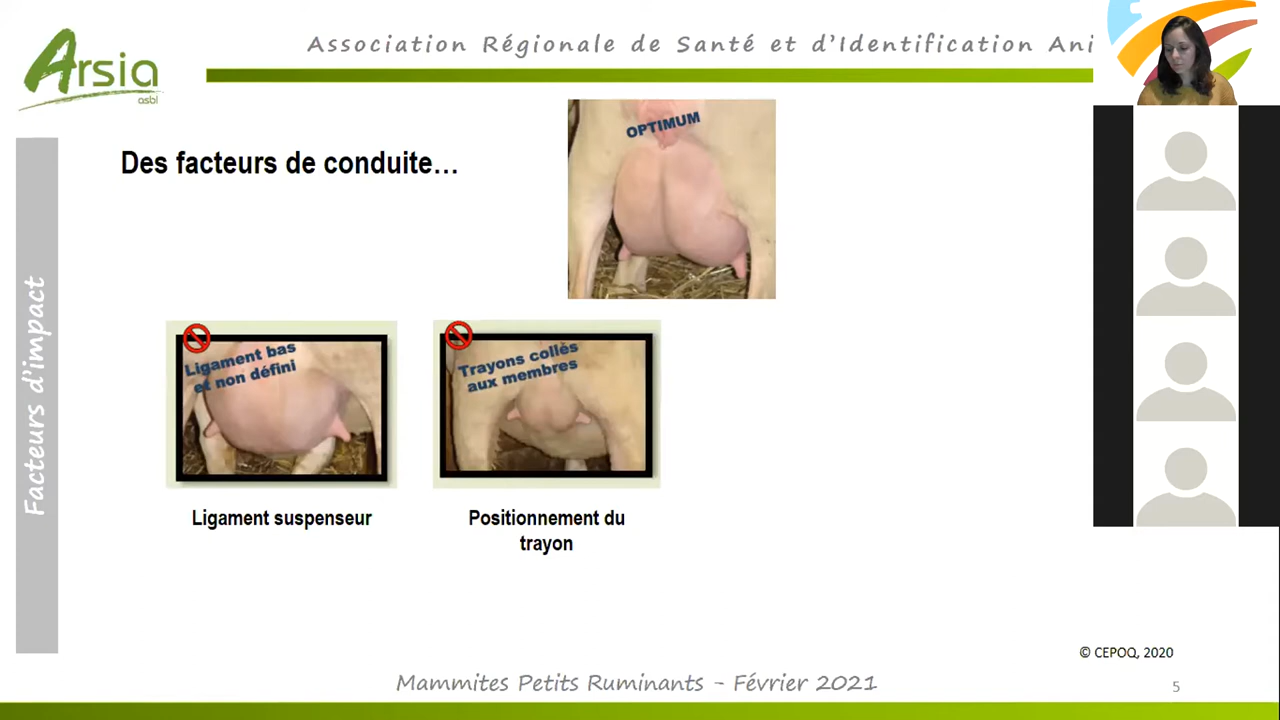 Arsia
asbl
Association Régionale de Santé et d'Identification Ani
Des facteurs de conduite…
OPTIMUM
Facteurs d'impact
Ligament bas
et non défini
Trayons collés
aux membres
Ligament suspenseur
Positionnement du
trayon
© CEPOQ, 2020
Mammites Petits Ruminants - Février 2021
5